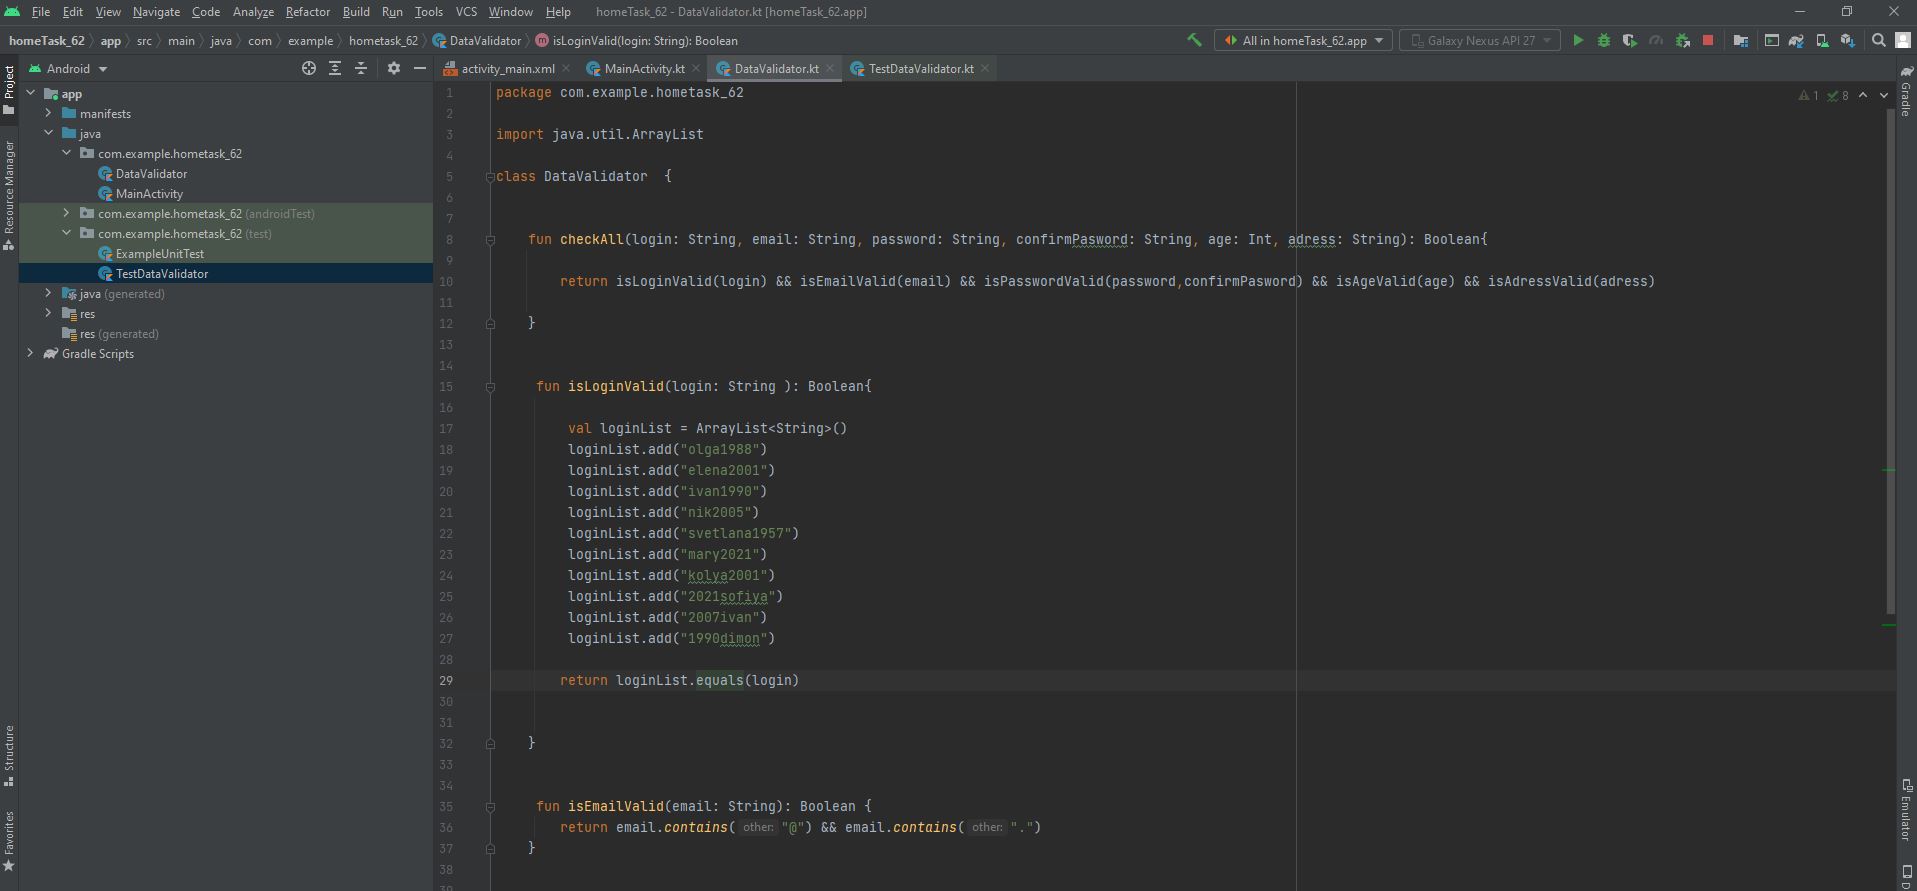 File Edit View Navigate Code Analyze Refactor Build Run Tools VCS Window Help homeTask_62 - DataValidator.kt [homeTask_62.app]
homeTask_62 app src main java com example hometask_62 DataValidator m isLoginValid(login: String): Boolean All in homeTask_62.app Galaxy Nexus API 27
Project
Resource Manager
Structure
Favorites
Android
app
manifests
java
com.example.hometask_62
DataValidator
MainActivity
com.example.hometask_62 (androidTest)
com.example.hometask_62 (test)
ExampleUnitTest
TestDataValidator
java (generated)
res
res (generated)
Gradle Scripts
activity_main.xml MainActivity.kt DataValidator.kt TestDataValidator.kt
1 8
1 package com.example.hometask_62
2
3 import java.util.ArrayList
4
5 class DataValidator  {
6
7
8 fun checkAll(login: String, email: String, password: String, confirmPasword: String, age: Int, adress: String): Boolean{
9
10 return isLoginValid(login) && isEmailValid(email) && isPasswordValid(password,confirmPasword) && isAgeValid(age) && isAdressValid(adress)
11
12 }
13
14
15 fun isLoginValid(login: String ): Boolean{
16
17 val loginList = ArrayList<String>()
18 loginList.add("olga1988")
19 loginList.add("elena2001")
20 loginList.add("ivan1990")
21 loginList.add("nik2005")
22 loginList.add("svetlana1957")
23 loginList.add("mary2021")
24 loginList.add("kolya2001")
25 loginList.add("2021sofiya")
26 loginList.add("2007ivan")
27 loginList.add("1990dimon")
28
29 return loginList.equals(login)
30
31
32 }
33
34
35 fun isEmailValid(email: String): Boolean {
36 return email.contains( other: "@") && email.contains( other: ".")
37 }
38
Gradle
Emulator